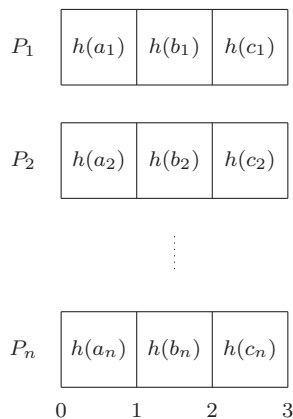 P₁ h(a₁) h(b₁) h(c₁)
P₂ h(a₂) h(b₂) h(c₂)
Pₙ h(aₙ) h(bₙ) h(cₙ)
0 1 2 3